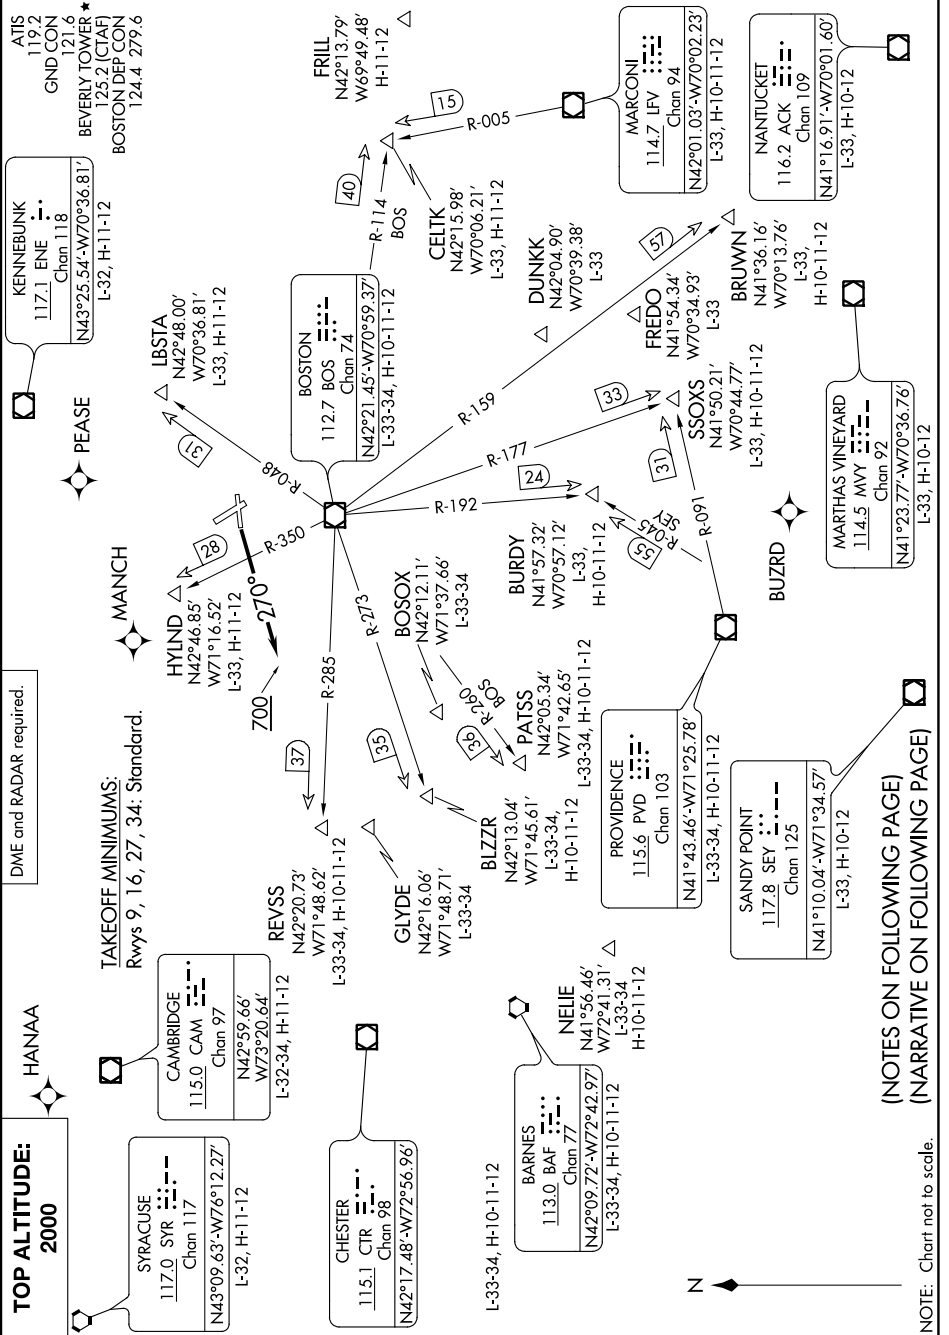 TOP ALTITUDE:
2000
HANAA
DME and RADAR required.
TAKEOFF MINIMUMS:
Rwys 9, 16, 27, 34: Standard.
MANCH
PEASE
KENNEBUNK
117.1 ENE
Chan 118
N43°25.54'-W70°36.81'
L-32, H-11-12
ATIS
119.2
GND CON
121.6
BEVERLY TOWER★
125.2 (CTAF)
BOSTON DEP CON
124.4 279.6
SYRACUSE
117.0 SYR
Chan 117
N43°09.63'-W76°12.27'
L-32, H-11-12
CAMBRIDGE
115.0 CAM
Chan 97
N42°59.66'
W73°20.64'
L-32-34, H-11-12
HYLND
N42°46.85'
W71°16.52'
L-33, H-11-12
28
R-350
270°
700
LBSTA
N42°48.00'
W70°36.81'
L-33, H-11-12
31
R-048
FRILL
N42°13.79'
W69°49.48'
H-11-12
CHESTER
115.1 CTR
Chan 98
N42°17.48'-W72°56.96'
L-33-34, H-10-11-12
REVSS
N42°20.73'
W71°48.62'
L-33-34, H-10-11-12
37
R-285
GLYDE
N42°16.06'
W71°48.71'
L-33-34
35
R-273
BLZZR
N42°13.04'
W71°45.61'
L-33-34,
H-10-11-12
BOSOX
N42°12.11'
W71°37.66'
L-33-34
36
R-260
BOS
PATSS
N42°05.34'
W71°42.65'
L-33-34, H-10-11-12
BOSTON
112.7 BOS
Chan 74
N42°21.45'-W70°59.37'
L-33-34, H-10-11-12
R-114
BOS
40
15
R-005
CELTK
N42°15.98'
W70°06.21'
L-33, H-11-12
MARCONI
114.7 LFV
Chan 94
N42°01.03'-W70°02.23'
L-33, H-10-11-12
R-192
24
BURDY
N41°57.32'
W70°57.12'
L-33,
H-10-11-12
R-045
SEY
55
R-177
33
31
R-091
SSOXS
N41°50.21'
W70°44.77'
L-33, H-10-11-12
R-159
57
DUNKK
N42°04.90'
W70°39.38'
L-33
FREDO
N41°54.34'
W70°34.93'
L-33
BRUWN
N41°36.16'
W70°13.76'
L-33,
H-10-11-12
NANTUCKET
116.2 ACK
Chan 109
N41°16.91'-W70°01.60'
L-33, H-10-12
BARNES
113.0 BAF
Chan 77
N42°09.72'-W72°42.97'
L-33-34, H-10-11-12
NELIE
N41°56.46'
W72°41.31'
L-33-34
H-10-11-12
PROVIDENCE
115.6 PVD
Chan 103
N41°43.46'-W71°25.78'
L-33-34, H-10-11-12
BUZRD
MARTHAS VINEYARD
114.5 MVY
Chan 92
N41°23.77'-W70°36.76'
L-33, H-10-12
SANDY POINT
117.8 SEY
Chan 125
N41°10.04'-W71°34.57'
L-33, H-10-12
N
(NOTES ON FOLLOWING PAGE)
(NARRATIVE ON FOLLOWING PAGE)
NOTE: Chart not to scale.